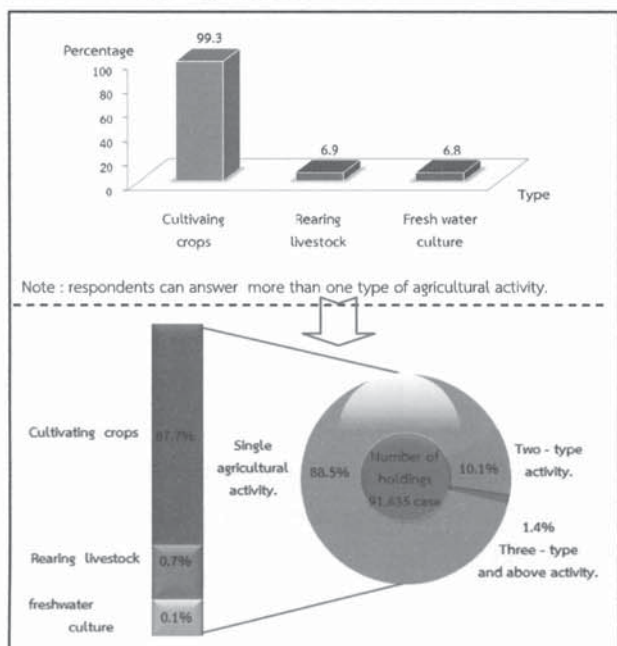 99.3
Percentage
100
80
60
40
20
0
6.9
6.8
Type
Cultivaing
crops
Rearing
livestock
Fresh water
culture
Note : respondents can answer more than one type of agricultural activity.
Cultivating crops
87.7%
Single
agricultural
activity.
88.5%
Number of
holdings
91,635 case
10.1%
Two - type
activity.
1.4%
Three - type
and above activity.
Rearing livestock
0.7%
freshwater
culture
0.1%